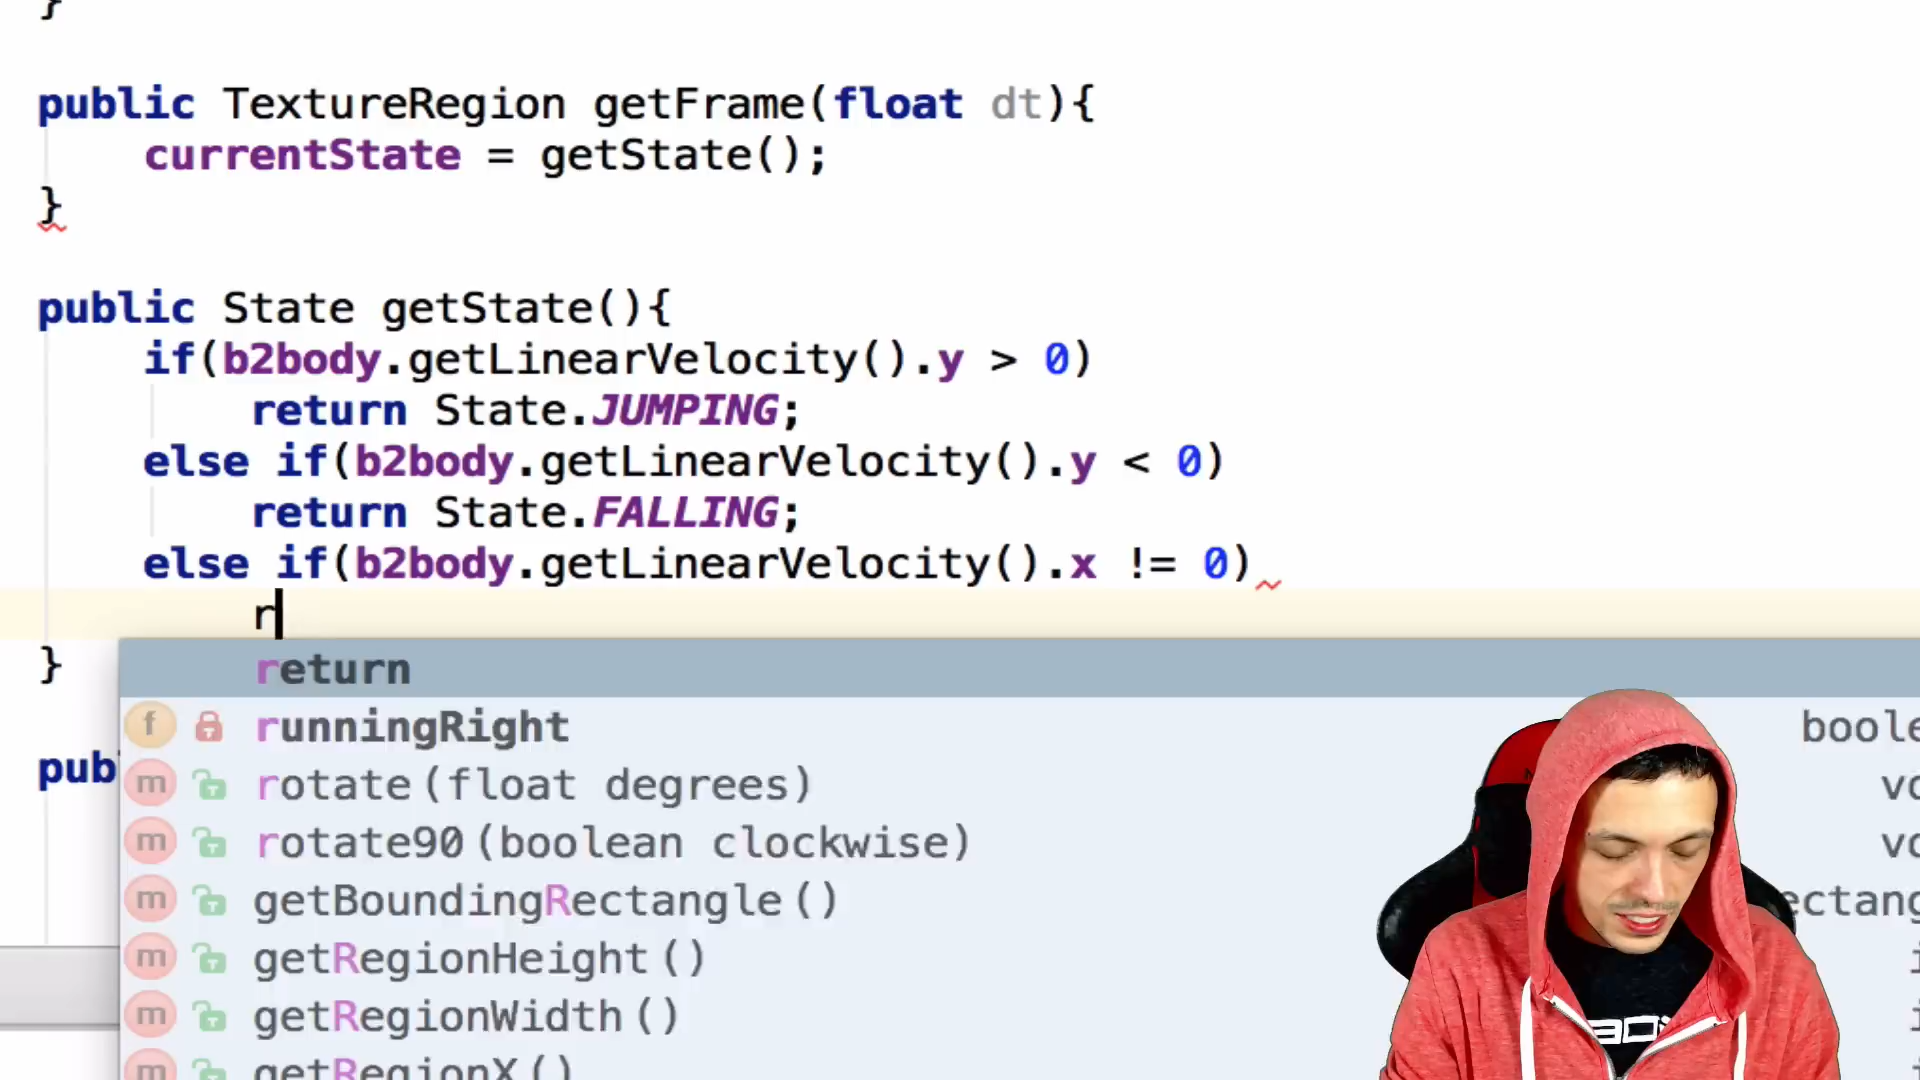 }
public TextureRegion getFrame(float dt){
currentState = getState();
}
public State getState(){
if(b2body.getLinearVelocity().y > 0)
return State.JUMPING;
else if(b2body.getLinearVelocity().y < 0)
return State.FALLING;
else if(b2body.getLinearVelocity().x != 0)
r
}
return
f runningRight boole
pub
m rotate(float degrees) vo
m rotate90(boolean clockwise) vo
m getBoundingRectangle() ectang
m getRegionHeight() i
m getRegionWidth() i
m getRegionX()